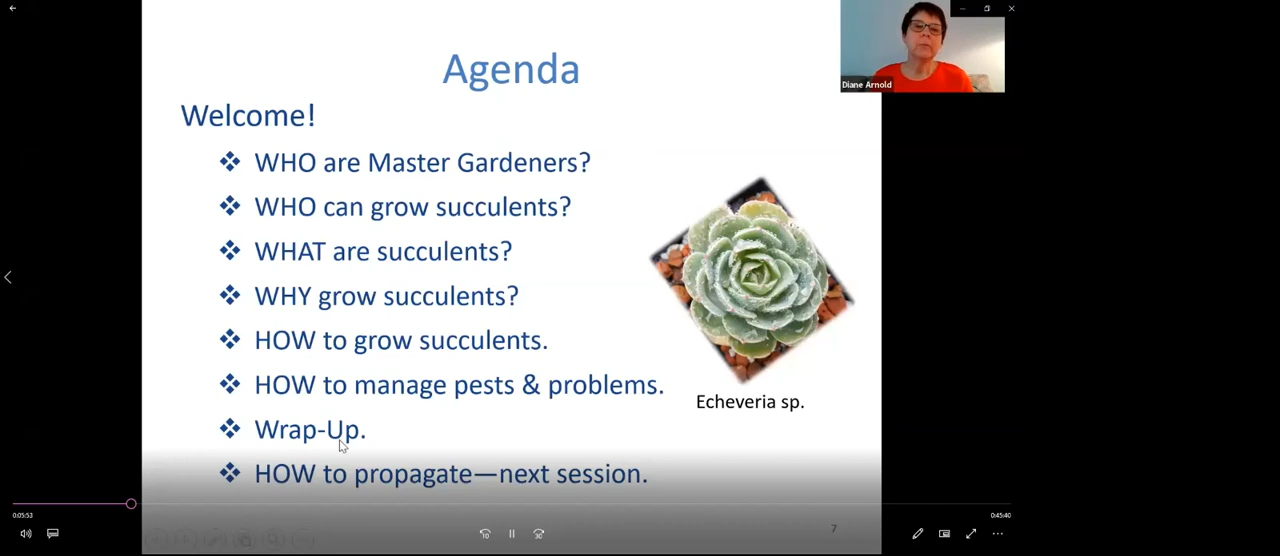 Agenda
Diane Arnold
Welcome!
❖ WHO are Master Gardeners?
❖ WHO can grow succulents?
❖ WHAT are succulents?
❖ WHY grow succulents?
❖ HOW to grow succulents.
❖ HOW to manage pests & problems.
Echeveria sp.
❖ Wrap-Up.
❖ HOW to propagate—next session.
0:05:53
0:45:40
10
30
7